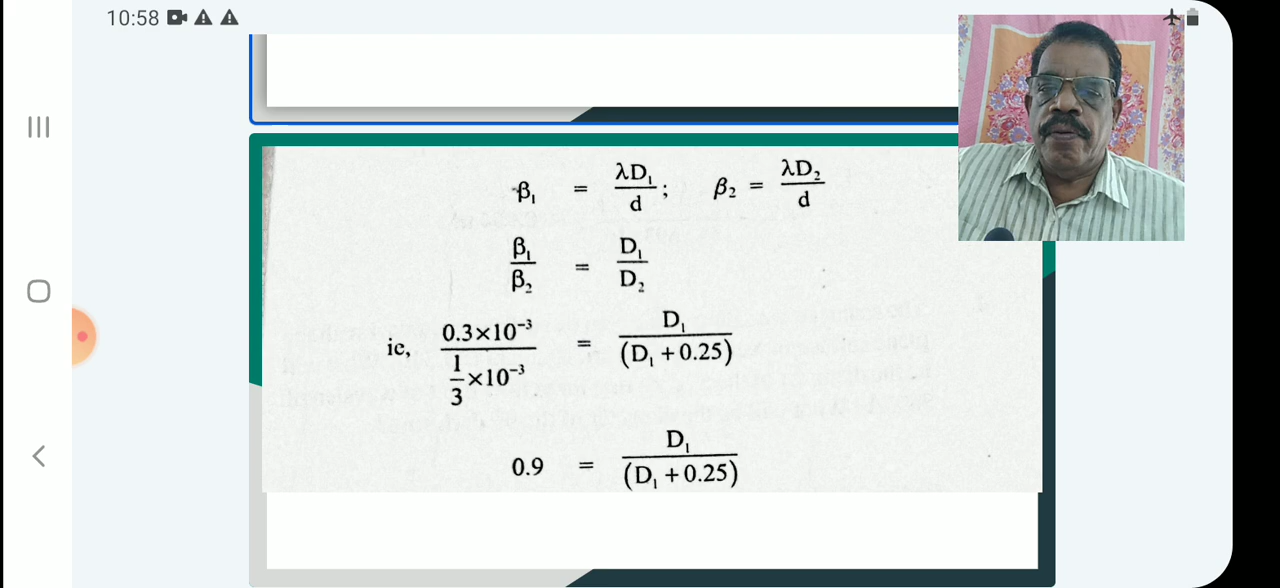 10:58
β₁ = λD₁/d ; β₂ = λD₂/d
β₁/β₂ = D₁/D₂
ie, 0.3×10⁻³ / (1/3 ×10⁻³) = D₁/(D₁ + 0.25)
0.9 = D₁/(D₁ + 0.25)